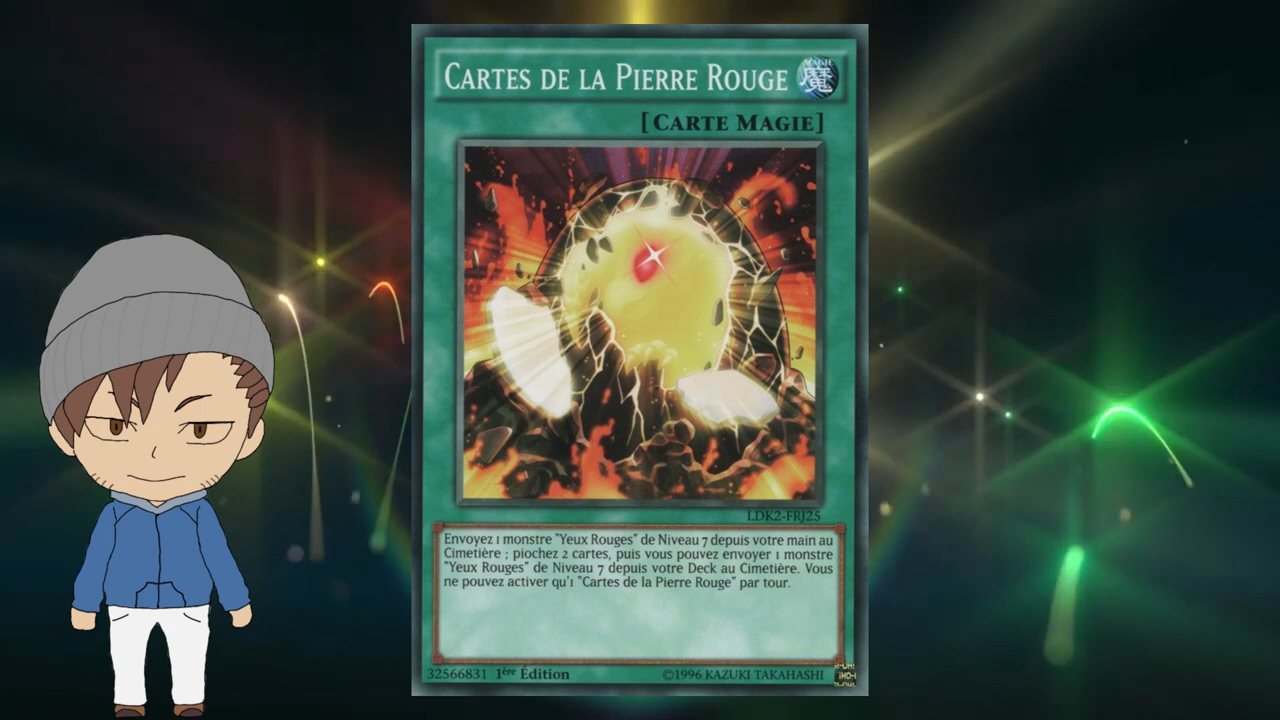 CARTES DE LA PIERRE ROUGE
MAGIE
魔
[CARTE MAGIE]
LDK2-FRJ25
Envoyez 1 monstre "Yeux Rouges" de Niveau 7 depuis votre main au
Cimetière ; piochez 2 cartes, puis vous pouvez envoyer 1 monstre
"Yeux Rouges" de Niveau 7 depuis votre Deck au Cimetière. Vous
ne pouvez activer qu'1 "Cartes de la Pierre Rouge" par tour.
32566831 1ère Édition ©1996 KAZUKI TAKAHASHI